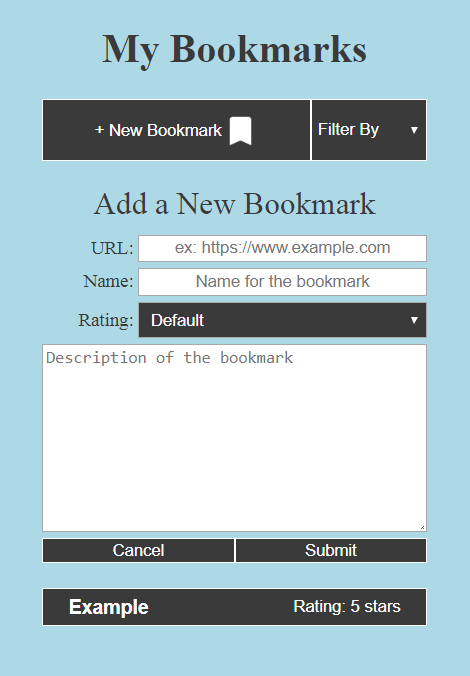 My Bookmarks
+ New Bookmark Filter By
Add a New Bookmark
URL: ex: https://www.example.com
Name: Name for the bookmark
Rating: Default
Description of the bookmark
Cancel Submit
Example Rating: 5 stars